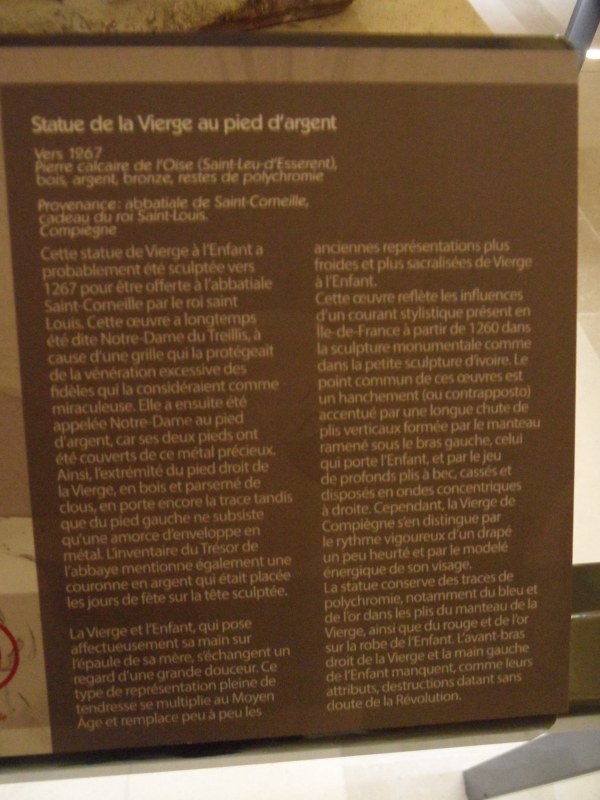 Statue de la Vierge au pied d'argent
Vers 1267
Pierre calcaire de l'Oise (Saint-Leu-d'Esserent),
bois, argent, bronze, restes de polychromie
Provenance: abbatiale de Saint-Corneille,
cadeau du roi Saint-Louis.
Compiègne
Cette statue de Vierge à l'Enfant a
probablement été sculptée vers
1267 pour être offerte à l'abbatiale
Saint-Corneille par le roi saint
Louis. Cette œuvre a longtemps
été dite Notre-Dame du Treillis, à
cause d'une grille qui la protégeait
de la vénération excessive des
fidèles qui la considéraient comme
miraculeuse. Elle a ensuite été
appelée Notre-Dame au pied
d'argent, car ses deux pieds ont
été couverts de ce métal précieux.
Ainsi, l'extrémité du pied droit de
la Vierge, en bois et parsemé de
clous, en porte encore la trace tandis
que du pied gauche ne subsiste
qu'une amorce d'enveloppe en
métal. L'inventaire du Trésor de
l'abbaye mentionne également une
couronne en argent qui était placée
les jours de fête sur la tête sculptée.
La Vierge et l'Enfant, qui pose
affectueusement sa main sur
l'épaule de sa mère, s'échangent un
regard d'une grande douceur. Ce
type de représentation pleine de
tendresse se multiplie au Moyen
Âge et remplace peu à peu les
anciennes représentations plus
froides et plus sacralisées de Vierge
à l'Enfant.
Cette œuvre reflète les influences
d'un courant stylistique présent en
Île-de-France à partir de 1260 dans
la sculpture monumentale comme
dans la petite sculpture d'ivoire. Le
point commun de ces œuvres est
un hanchement (ou contrapposto)
accentué par une longue chute de
plis verticaux formée par le manteau
ramené sous le bras gauche, celui
qui porte l'Enfant, et par le jeu
de profonds plis à bec, cassés et
disposés en ondes concentriques
à droite. Cependant, la Vierge de
Compiègne s'en distingue par
le rythme vigoureux d'un drapé
un peu heurté et par le modelé
énergique de son visage.
La statue conserve des traces de
polychromie, notamment du bleu et
de l'or dans les plis du manteau de la
Vierge, ainsi que du rouge et de l'or
sur la robe de l'Enfant. L'avant-bras
droit de la Vierge et la main gauche
de l'Enfant manquent, comme leurs
attributs, destructions datant sans
doute de la Révolution.